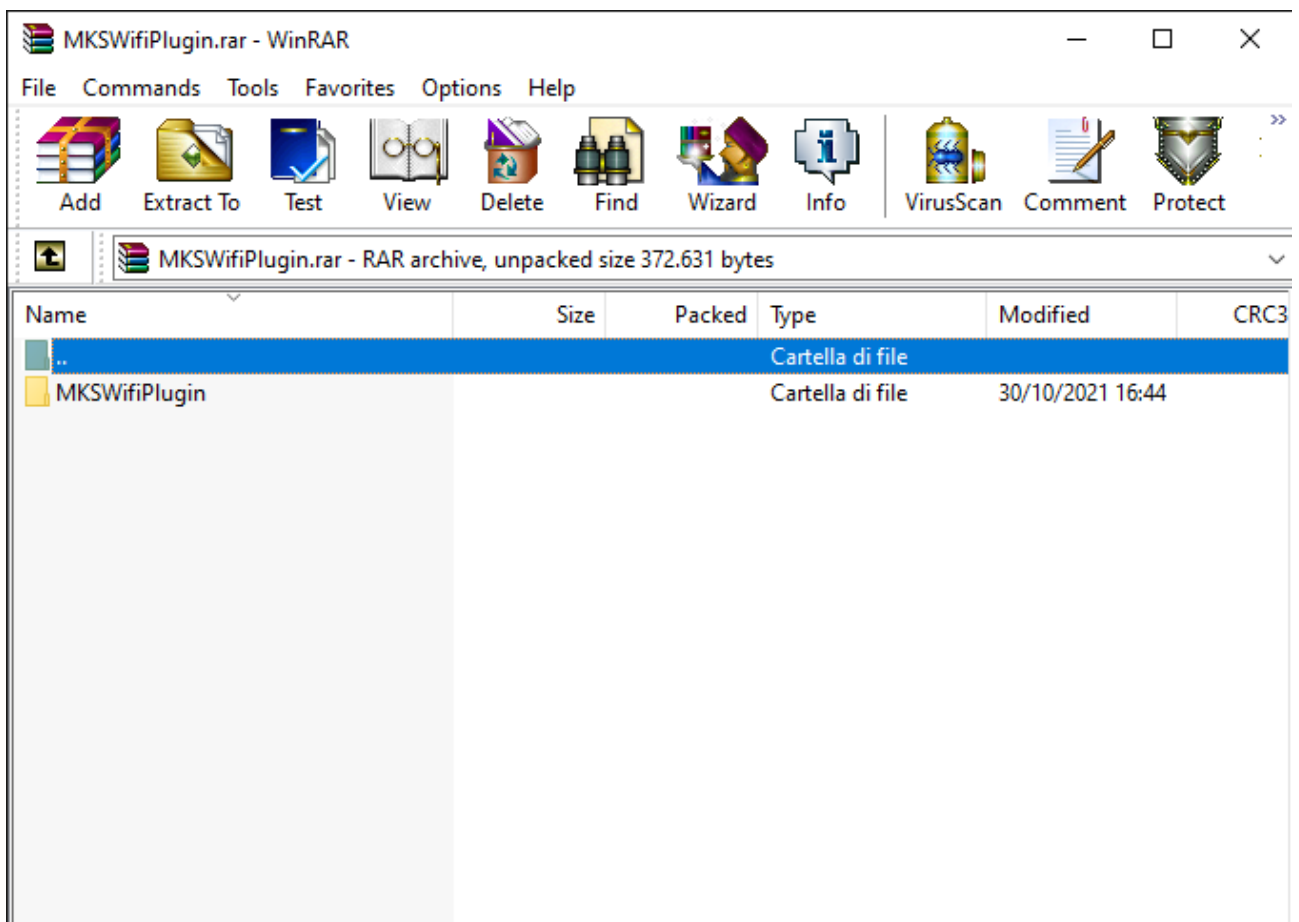 MKSWifiPlugin.rar - WinRAR
File Commands Tools Favorites Options Help
Add Extract To Test View Delete Find Wizard Info VirusScan Comment Protect
MKSWifiPlugin.rar - RAR archive, unpacked size 372.631 bytes
Name Size Packed Type Modified CRC3
.. Cartella di file
MKSWifiPlugin Cartella di file 30/10/2021 16:44